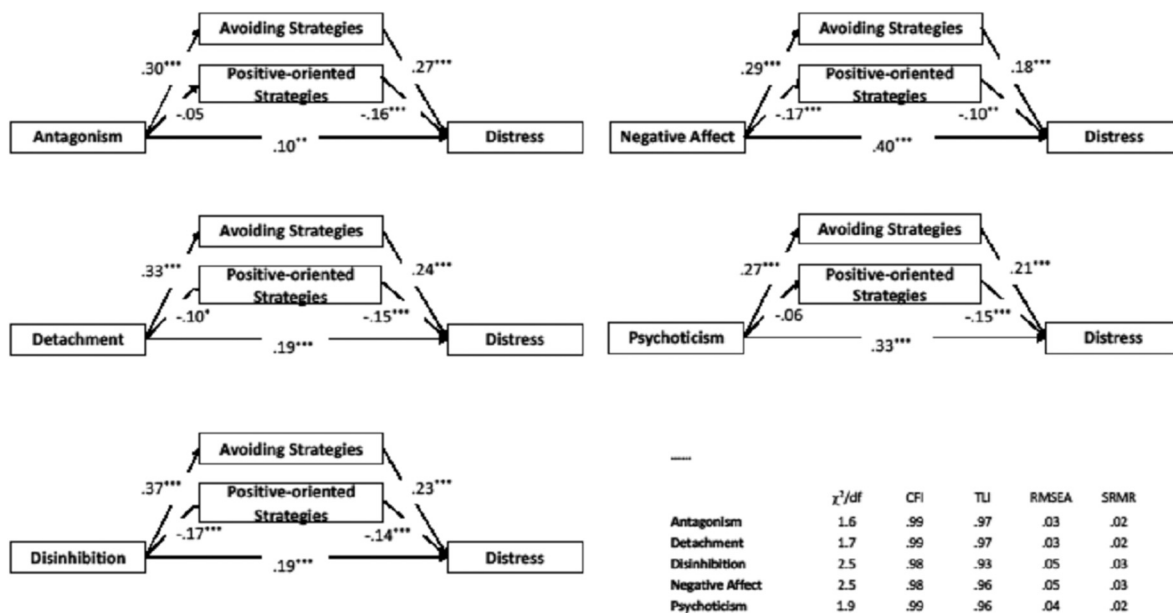 Avoiding Strategies
.30***
.27***
Positive-oriented
Strategies
-.05
-.16***
Antagonism
.10**
Distress
Avoiding Strategies
.29***
.18***
Positive-oriented
Strategies
-.17***
-.10**
Negative Affect
.40***
Distress
Avoiding Strategies
.33***
.24***
Positive-oriented
Strategies
-.10*
-.15***
Detachment
.19***
Distress
Avoiding Strategies
.27***
.21***
Positive-oriented
Strategies
-.06
-.15***
Psychoticism
.33***
Distress
Avoiding Strategies
.37***
.23***
Positive-oriented
Strategies
-.17***
-.14***
Disinhibition
.19***
Distress
χ²/df CFI TLI RMSEA SRMR
Antagonism 1.6 .99 .97 .03 .02
Detachment 1.7 .99 .97 .03 .02
Disinhibition 2.5 .98 .93 .05 .03
Negative Affect 2.5 .98 .96 .05 .03
Psychoticism 1.9 .99 .96 .04 .02